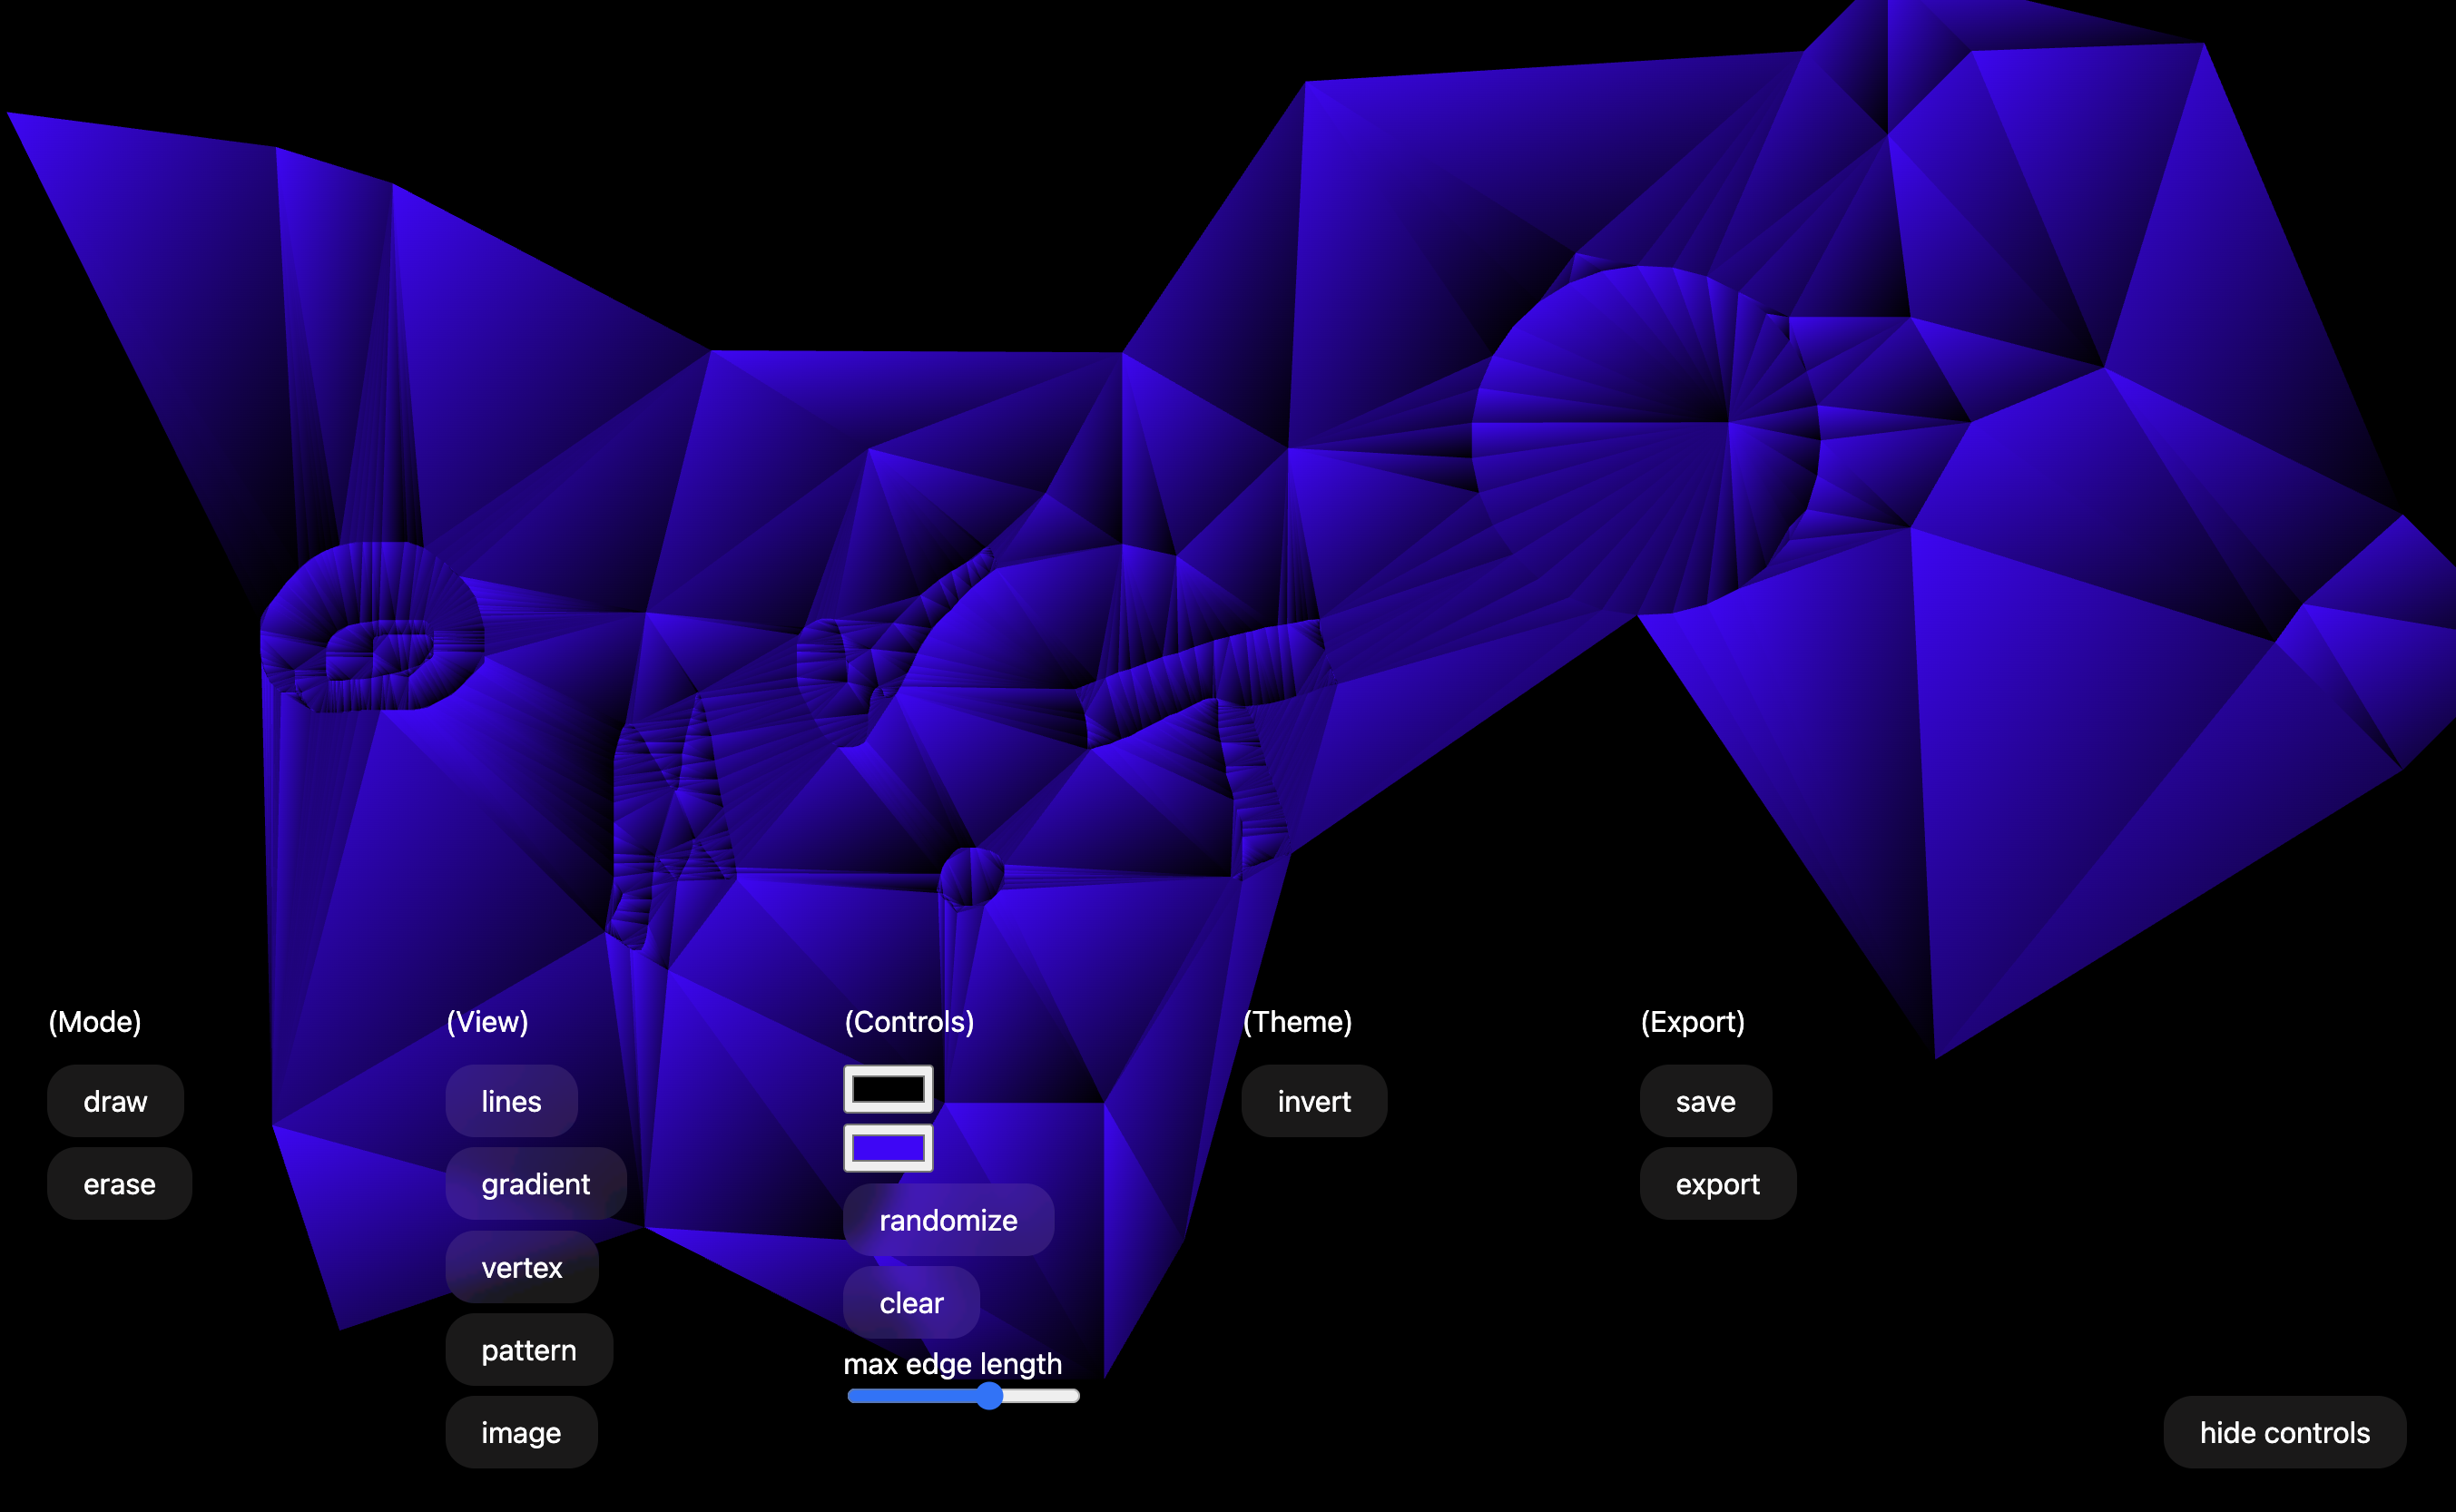 (Mode)
draw
erase
(View)
lines
gradient
vertex
pattern
image
(Controls)
randomize
clear
max edge length
(Theme)
invert
(Export)
save
export
hide controls